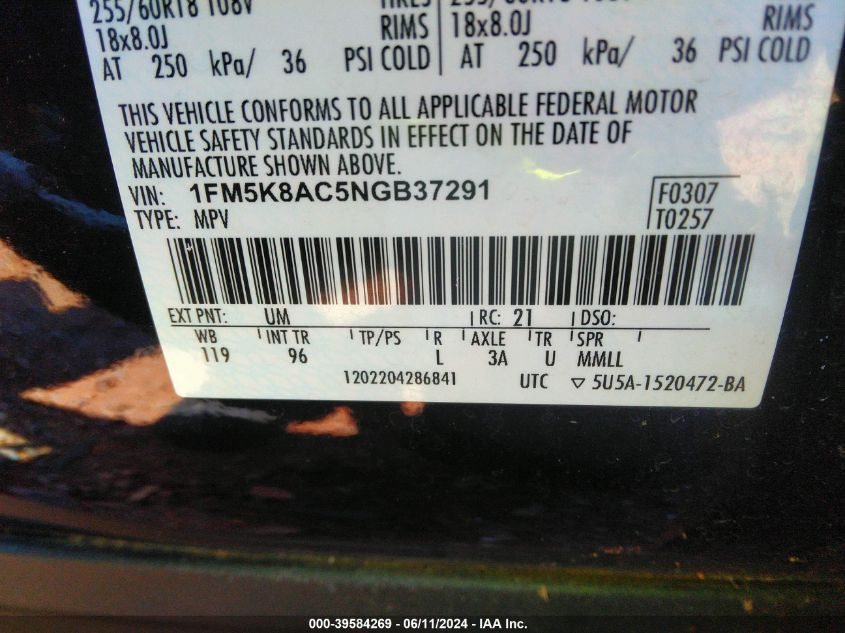 255/60R18 108V
18x8.0J RIMS 18x8.0J RIMS
AT 250 kPa/ 36 PSI COLD AT 250 kPa/ 36 PSI COLD
THIS VEHICLE CONFORMS TO ALL APPLICABLE FEDERAL MOTOR
VEHICLE SAFETY STANDARDS IN EFFECT ON THE DATE OF
MANUFACTURE SHOWN ABOVE.
VIN: 1FM5K8AC5NGB37291 F0307
TYPE: MPV T0257
EXT PNT: UM RC: 21 DSO:
WB INT TR TP/PS R AXLE TR SPR
119 96 L 3A U MMLL
1202204286841 UTC ▽ 5U5A-1520472-BA
000-39584269 - 06/11/2024 - IAA Inc.